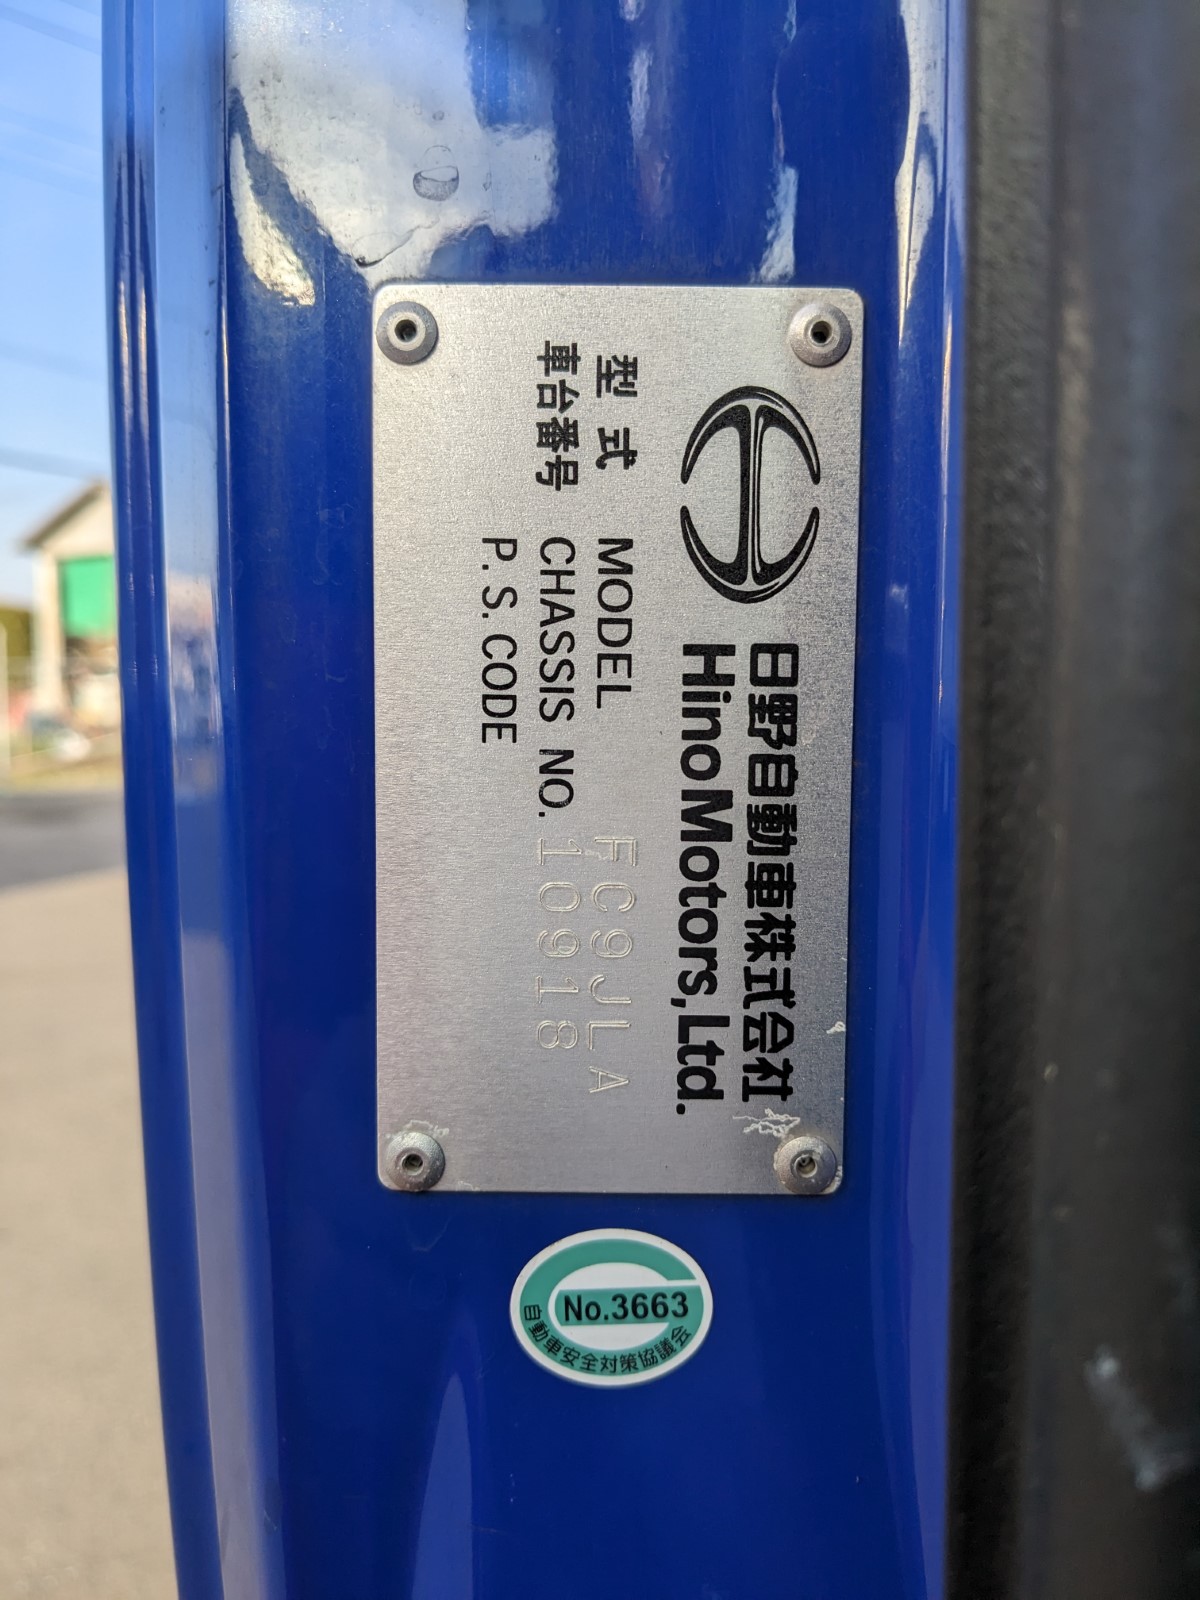 日野自動車株式会社
Hino Motors, Ltd.
型式 MODEL FC9JLA
車台番号 CHASSIS NO. 10918
P. S. CODE
No.3663
自動車安全対策協議会